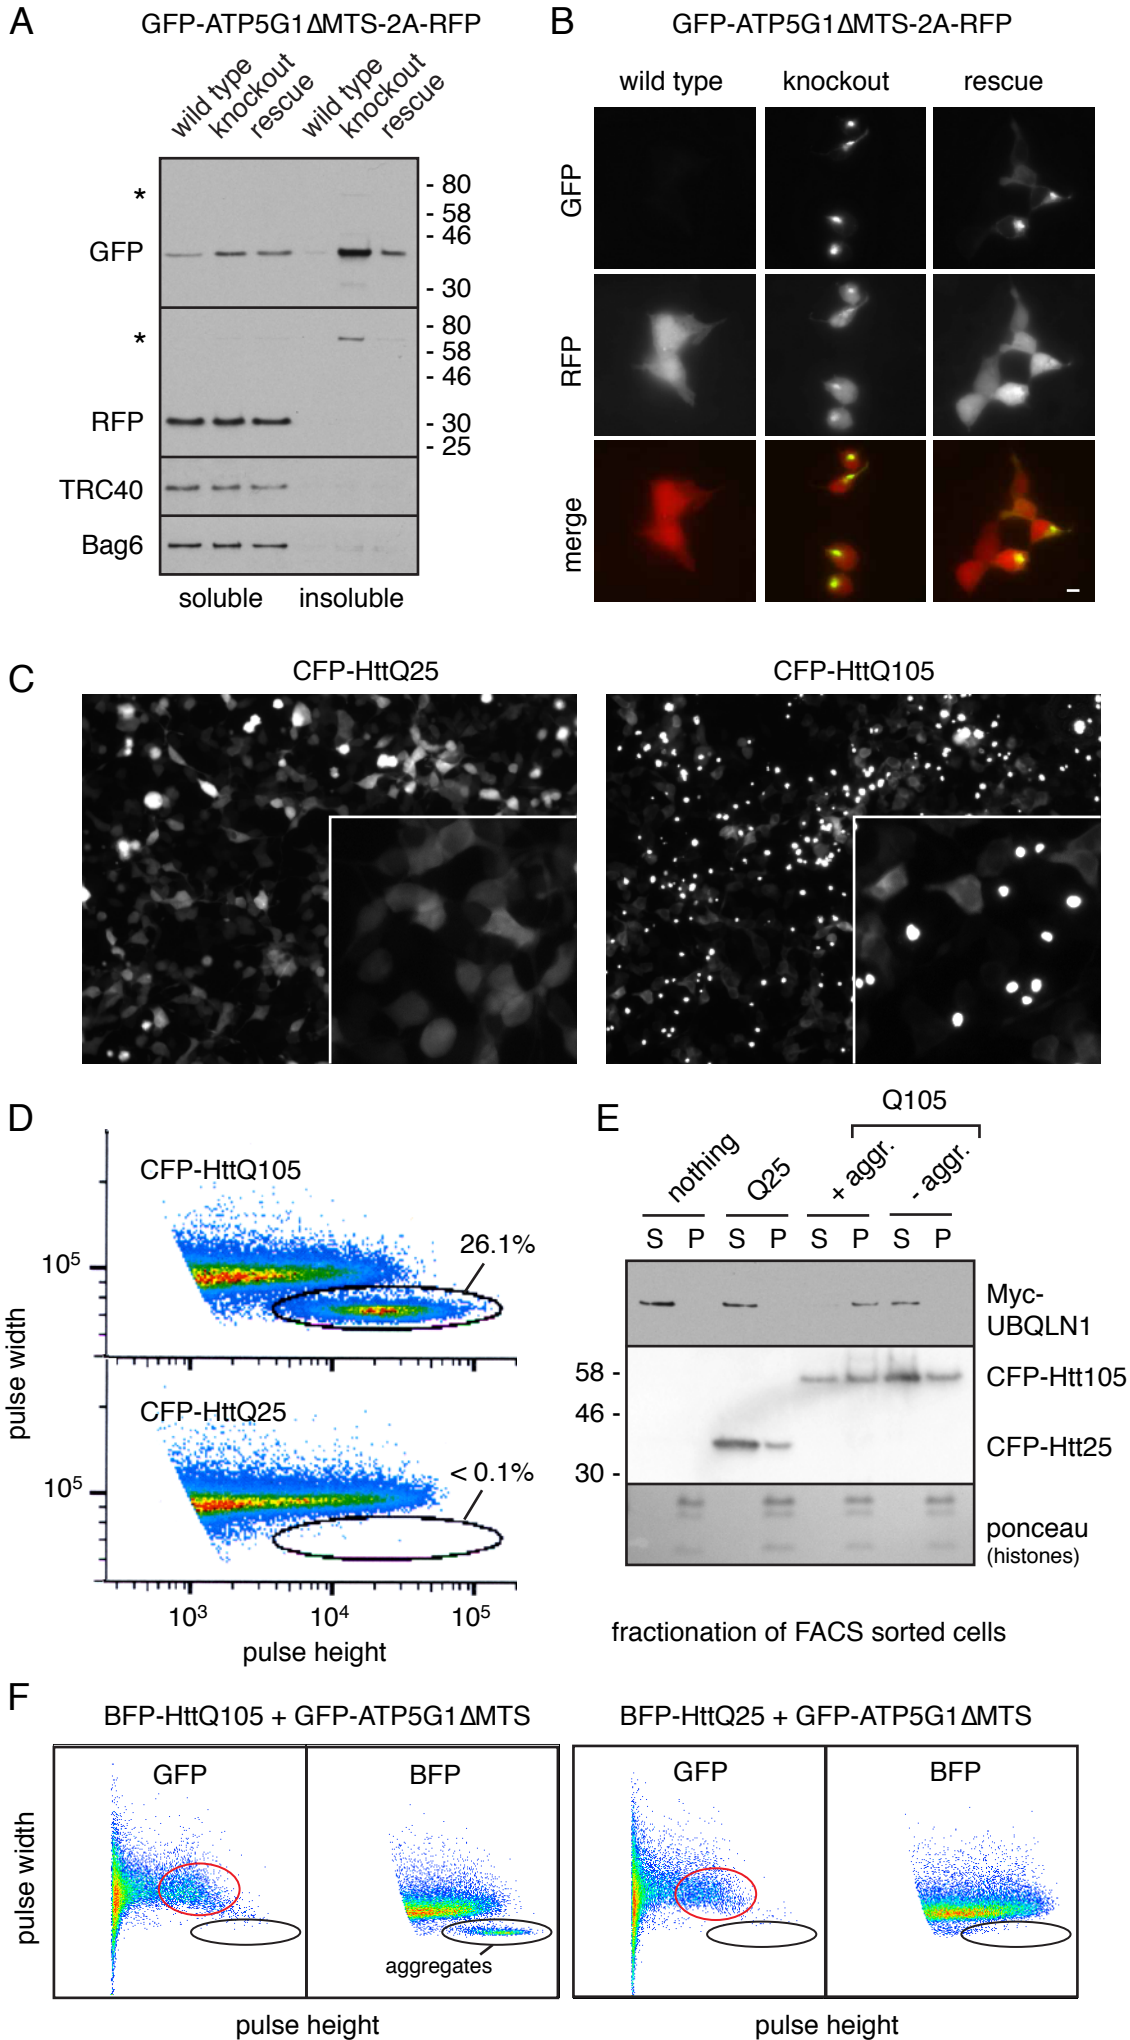 A
GFP-ATP5G1ΔMTS-2A-RFP
wild type
knockout
rescue
wild type
knockout
rescue
*
- 80
- 58
- 46
GFP
- 30
*
- 80
- 58
- 46
RFP
- 30
- 25
TRC40
Bag6
soluble
insoluble
B
GFP-ATP5G1ΔMTS-2A-RFP
wild type
knockout
rescue
GFP
RFP
merge
C
CFP-HttQ25
CFP-HttQ105
D
CFP-HttQ105
26.1%
10⁵
CFP-HttQ25
< 0.1%
10⁵
pulse width
10³
10⁴
10⁵
pulse height
E
Q105
nothing
Q25
+ aggr.
- aggr.
S P S P S P S P
Myc-
UBQLN1
58 -
CFP-Htt105
46 -
CFP-Htt25
30 -
ponceau
(histones)
fractionation of FACS sorted cells
F
BFP-HttQ105 + GFP-ATP5G1ΔMTS
BFP-HttQ25 + GFP-ATP5G1ΔMTS
GFP
BFP
GFP
BFP
pulse width
aggregates
pulse height
pulse height